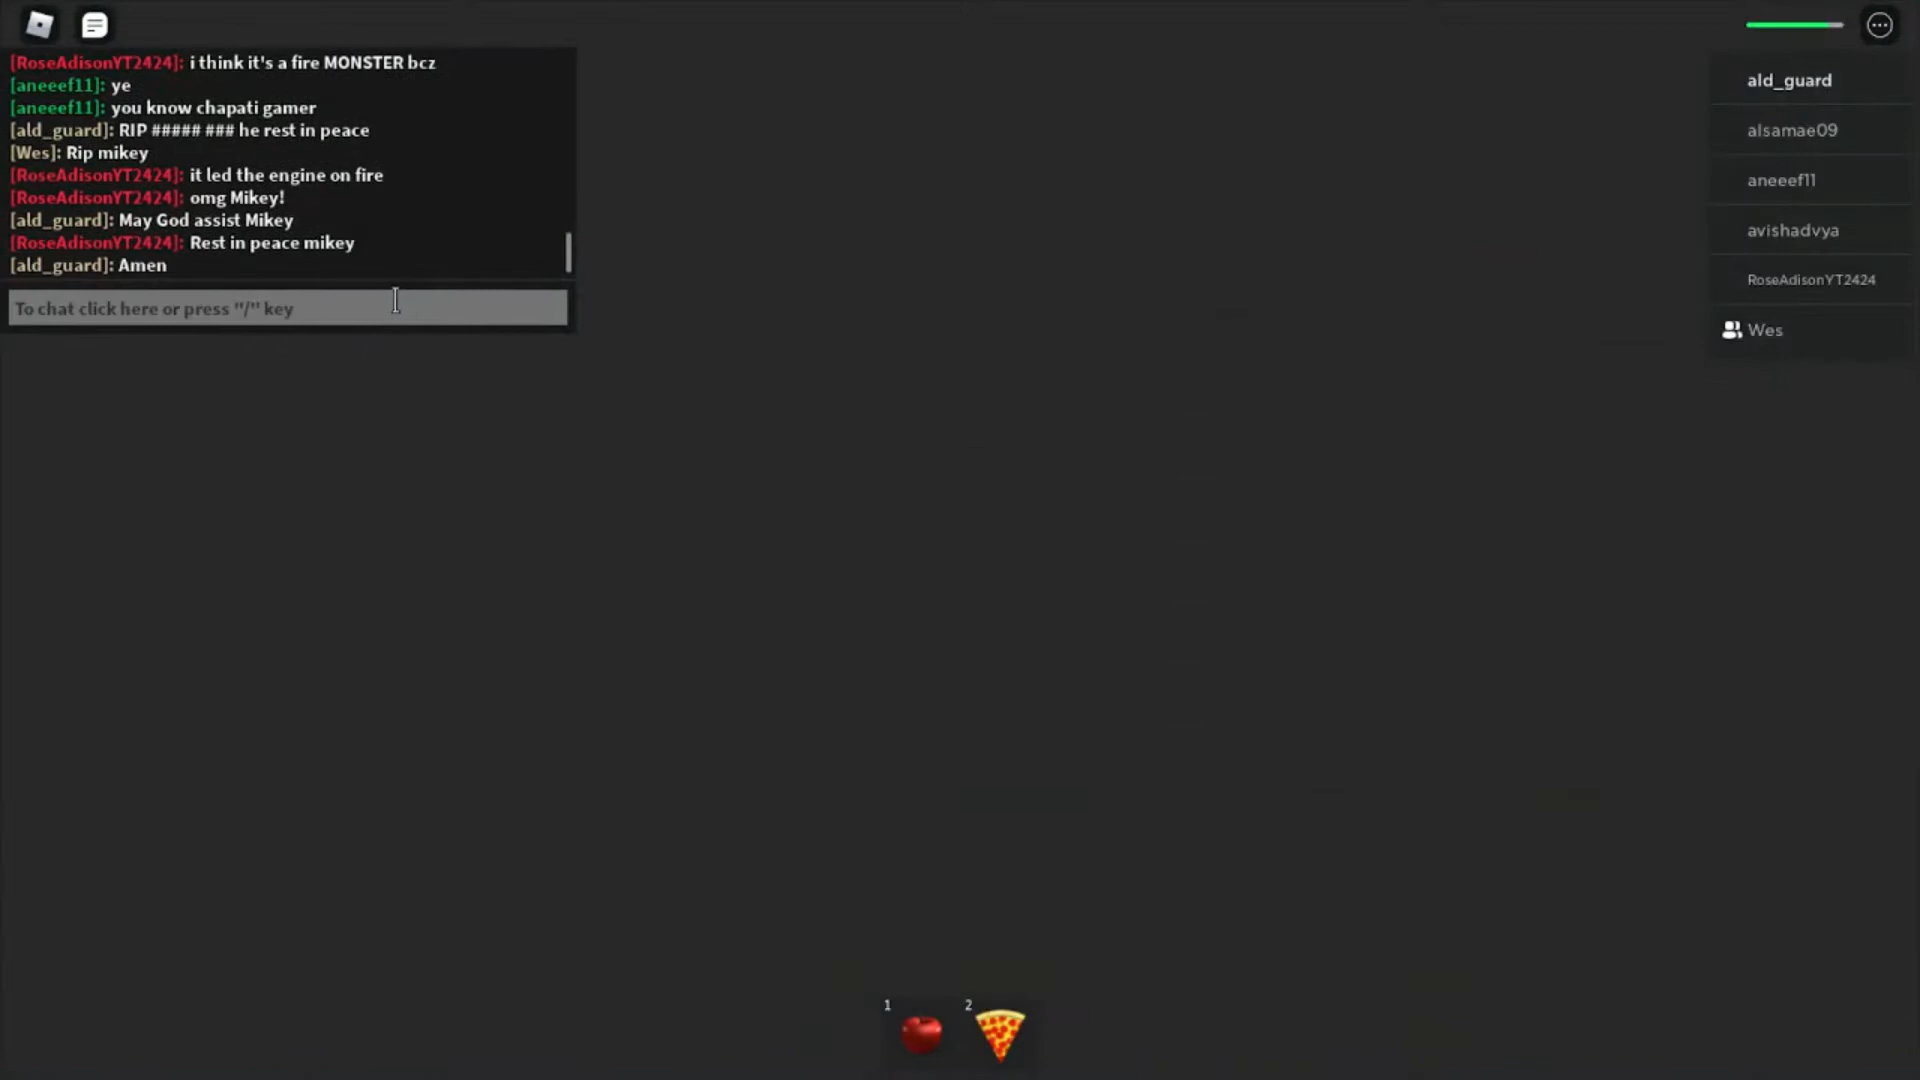 [RoseAdisonYT2424]: i think it's a fire MONSTER bcz
[aneeef11]: ye
[aneeef11]: you know chapati gamer
[ald_guard]: RIP ##### ### he rest in peace
[Wes]: Rip mikey
[RoseAdisonYT2424]: it led the engine on fire
[RoseAdisonYT2424]: omg Mikey!
[ald_guard]: May God assist Mikey
[RoseAdisonYT2424]: Rest in peace mikey
[ald_guard]: Amen
To chat click here or press "/" key
ald_guard
alsamae09
aneeef11
avishadvya
RoseAdisonYT2424
Wes
1 2